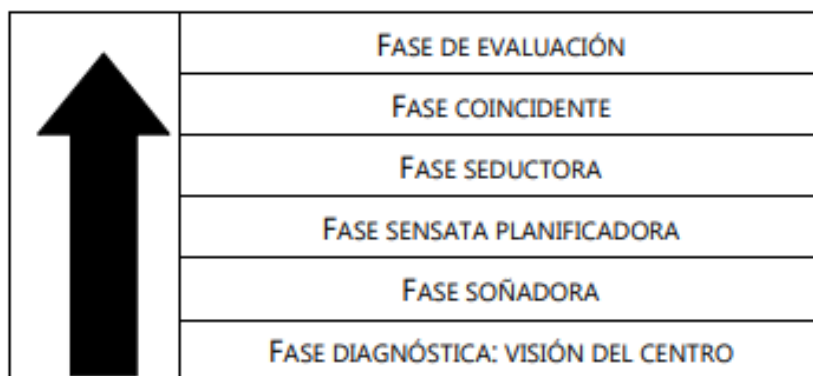 FASE DE EVALUACIÓN
FASE COINCIDENTE
FASE SEDUCTORA
FASE SENSATA PLANIFICADORA
FASE SOÑADORA
FASE DIAGNÓSTICA: VISIÓN DEL CENTRO